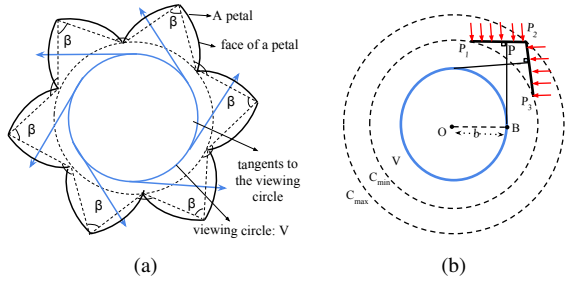 (a)
A petal
face of a petal
β
β
β
β
β
β
tangents to
the viewing
circle
viewing circle: V
(a)
P1
P
P2
P3
O
b
B
V
Cmin
Cmax
(b)